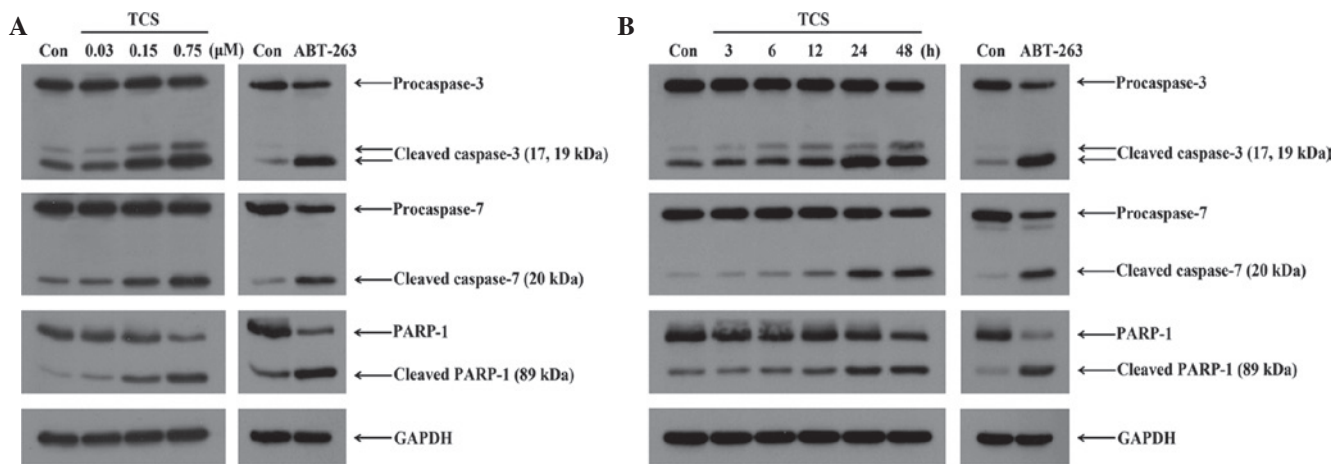 A
TCS
Con 0.03 0.15 0.75 (μM)
Con ABT-263
Procaspase-3
Cleaved caspase-3 (17, 19 kDa)
Procaspase-7
Cleaved caspase-7 (20 kDa)
PARP-1
Cleaved PARP-1 (89 kDa)
GAPDH
B
TCS
Con 3 6 12 24 48 (h)
Con ABT-263
Procaspase-3
Cleaved caspase-3 (17, 19 kDa)
Procaspase-7
Cleaved caspase-7 (20 kDa)
PARP-1
Cleaved PARP-1 (89 kDa)
GAPDH